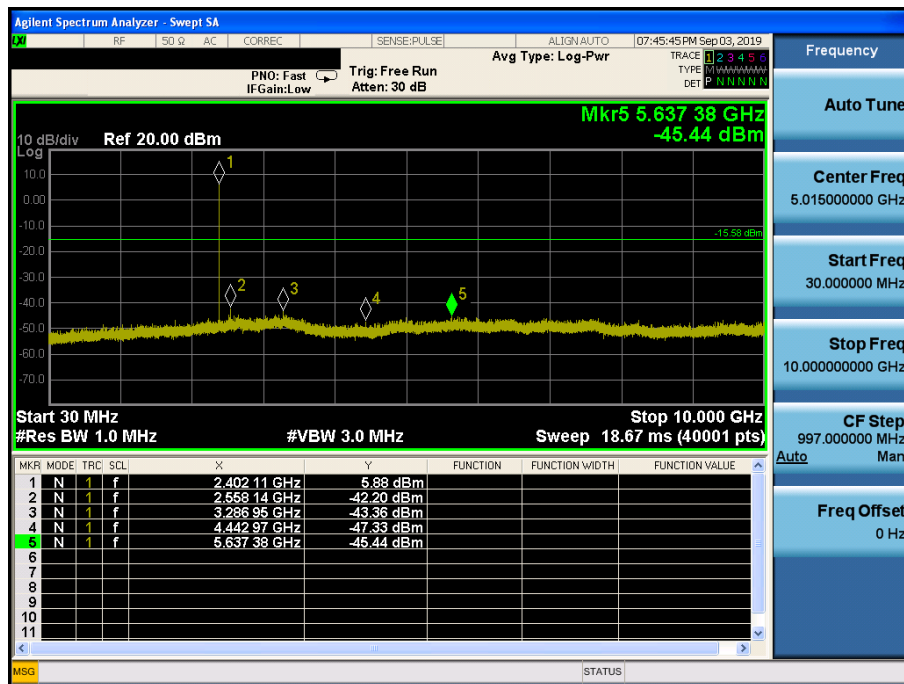 Agilent Spectrum Analyzer - Swept SA
LXI RF 50 Ω AC CORREC SENSE:PULSE ALIGN AUTO 07:45:45 PM Sep 03, 2019
Avg Type: Log-Pwr TRACE 1 2 3 4 5 6
PNO: Fast Trig: Free Run TYPE M W W W W W
IFGain:Low Atten: 30 dB DET P N N N N N
Mkr5 5.637 38 GHz
-45.44 dBm
10 dB/div Ref 20.00 dBm
Log
10.0
0.00
-10.0
-20.0
-30.0
-40.0
-50.0
-60.0
-70.0
1
2
3
4
5
-15.58 dBm
Start 30 MHz Stop 10.000 GHz
#Res BW 1.0 MHz #VBW 3.0 MHz Sweep 18.67 ms (40001 pts)
MKR MODE TRC SCL X Y FUNCTION FUNCTION WIDTH FUNCTION VALUE
1 N 1 f 2.402 11 GHz 5.88 dBm
2 N 1 f 2.558 14 GHz -42.20 dBm
3 N 1 f 3.286 95 GHz -43.36 dBm
4 N 1 f 4.442 97 GHz -47.33 dBm
5 N 1 f 5.637 38 GHz -45.44 dBm
6
7
8
9
10
11
MSG STATUS
Frequency
Auto Tune
Center Freq
5.015000000 GHz
Start Freq
30.000000 MHz
Stop Freq
10.000000000 GHz
CF Step
997.000000 MHz
Auto Man
Freq Offset
0 Hz